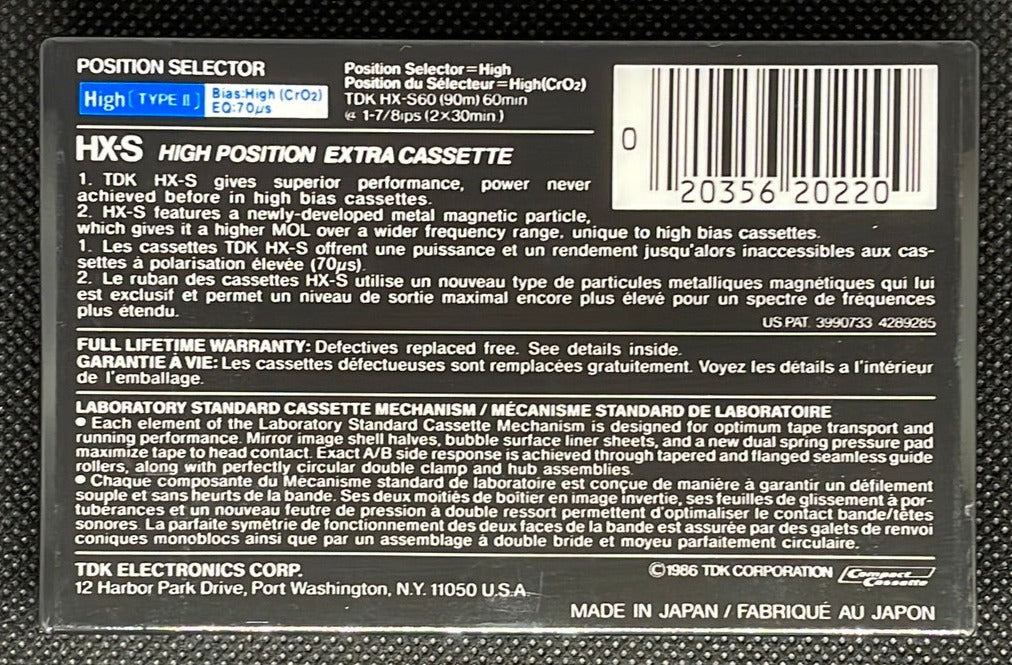 POSITION SELECTOR
High [TYPE II] Bias:High (CrO2)
EQ:70µs
Position Selector=High
Position du Sélecteur=High(CrO2)
TDK HX-S60 (90m) 60min
@ 1-7/8ips (2×30min.)
0 20356 20220
HX-S HIGH POSITION EXTRA CASSETTE
1. TDK HX-S gives superior performance, power never
achieved before in high bias cassettes.
2. HX-S features a newly-developed metal magnetic particle,
which gives it a higher MOL over a wider frequency range, unique to high bias cassettes.
1. Les cassettes TDK HX-S offrent une puissance et un rendement jusqu'alors inaccessibles aux cas-
settes à polarisation élevée (70µs).
2. Le ruban des cassettes HX-S utilise un nouveau type de particules metalliques magnétiques qui lui
est exclusif et permet un niveau de sortie maximal encore plus élevé pour un spectre de fréquences
plus étendu.
US PAT. 3990733 4289285
FULL LIFETIME WARRANTY: Defectives replaced free. See details inside.
GARANTIE À VIE: Les cassettes défectueuses sont remplacées gratuitement. Voyez les détails a l'intérieur
de l'emballage.
LABORATORY STANDARD CASSETTE MECHANISM / MÉCANISME STANDARD DE LABORATOIRE
● Each element of the Laboratory Standard Cassette Mechanism is designed for optimum tape transport and
running performance. Mirror image shell halves, bubble surface liner sheets, and a new dual spring pressure pad
maximize tape to head contact. Exact A/B side response is achieved through tapered and flanged seamless guide
rollers, along with perfectly circular double clamp and hub assemblies.
● Chaque composante du Mécanisme standard de laboratoire est conçue de manière à garantir un défilement
souple et sans heurts de la bande. Ses deux moitiés de boîtier en image invertie, ses feuilles de glissement à por-
tubérances et un nouveau feutre de pression à double ressort permettent d'optimaliser le contact bande/têtes
sonores. La parfaite symétrie de fonctionnement des deux faces de la bande est assurée par des galets de renvoi
coniques monoblocs ainsi que par un assemblage à double bride et moyeu parfaitement circulaire.
TDK ELECTRONICS CORP.
12 Harbor Park Drive, Port Washington, N.Y. 11050 U.S.A.
©1986 TDK CORPORATION Compact Cassette
MADE IN JAPAN / FABRIQUÉ AU JAPON